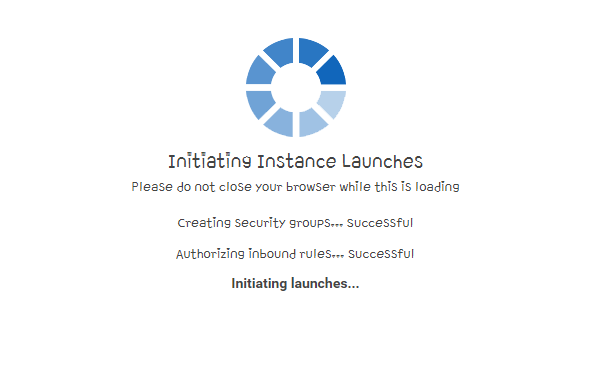 Initiating Instance Launches
Please do not close your browser while this is loading
Creating security groups... Successful
Authorizing inbound rules... Successful
Initiating launches...